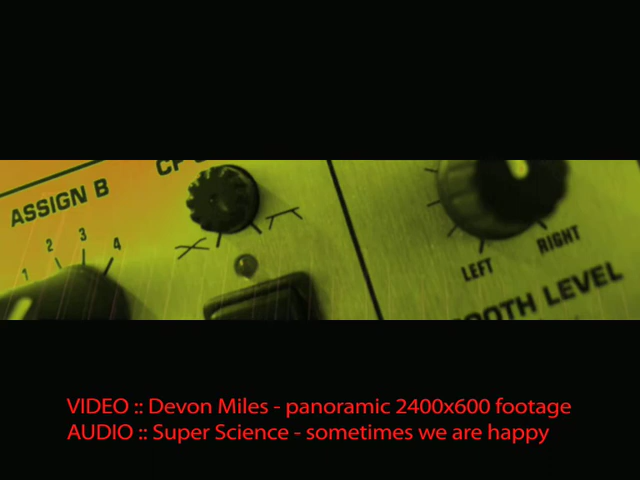 ASSIGN B
1 2 3 4
LEFT
RIGHT
LEVEL
VIDEO :: Devon Miles - panoramic 2400x600 footage
AUDIO :: Super Science - sometimes we are happy